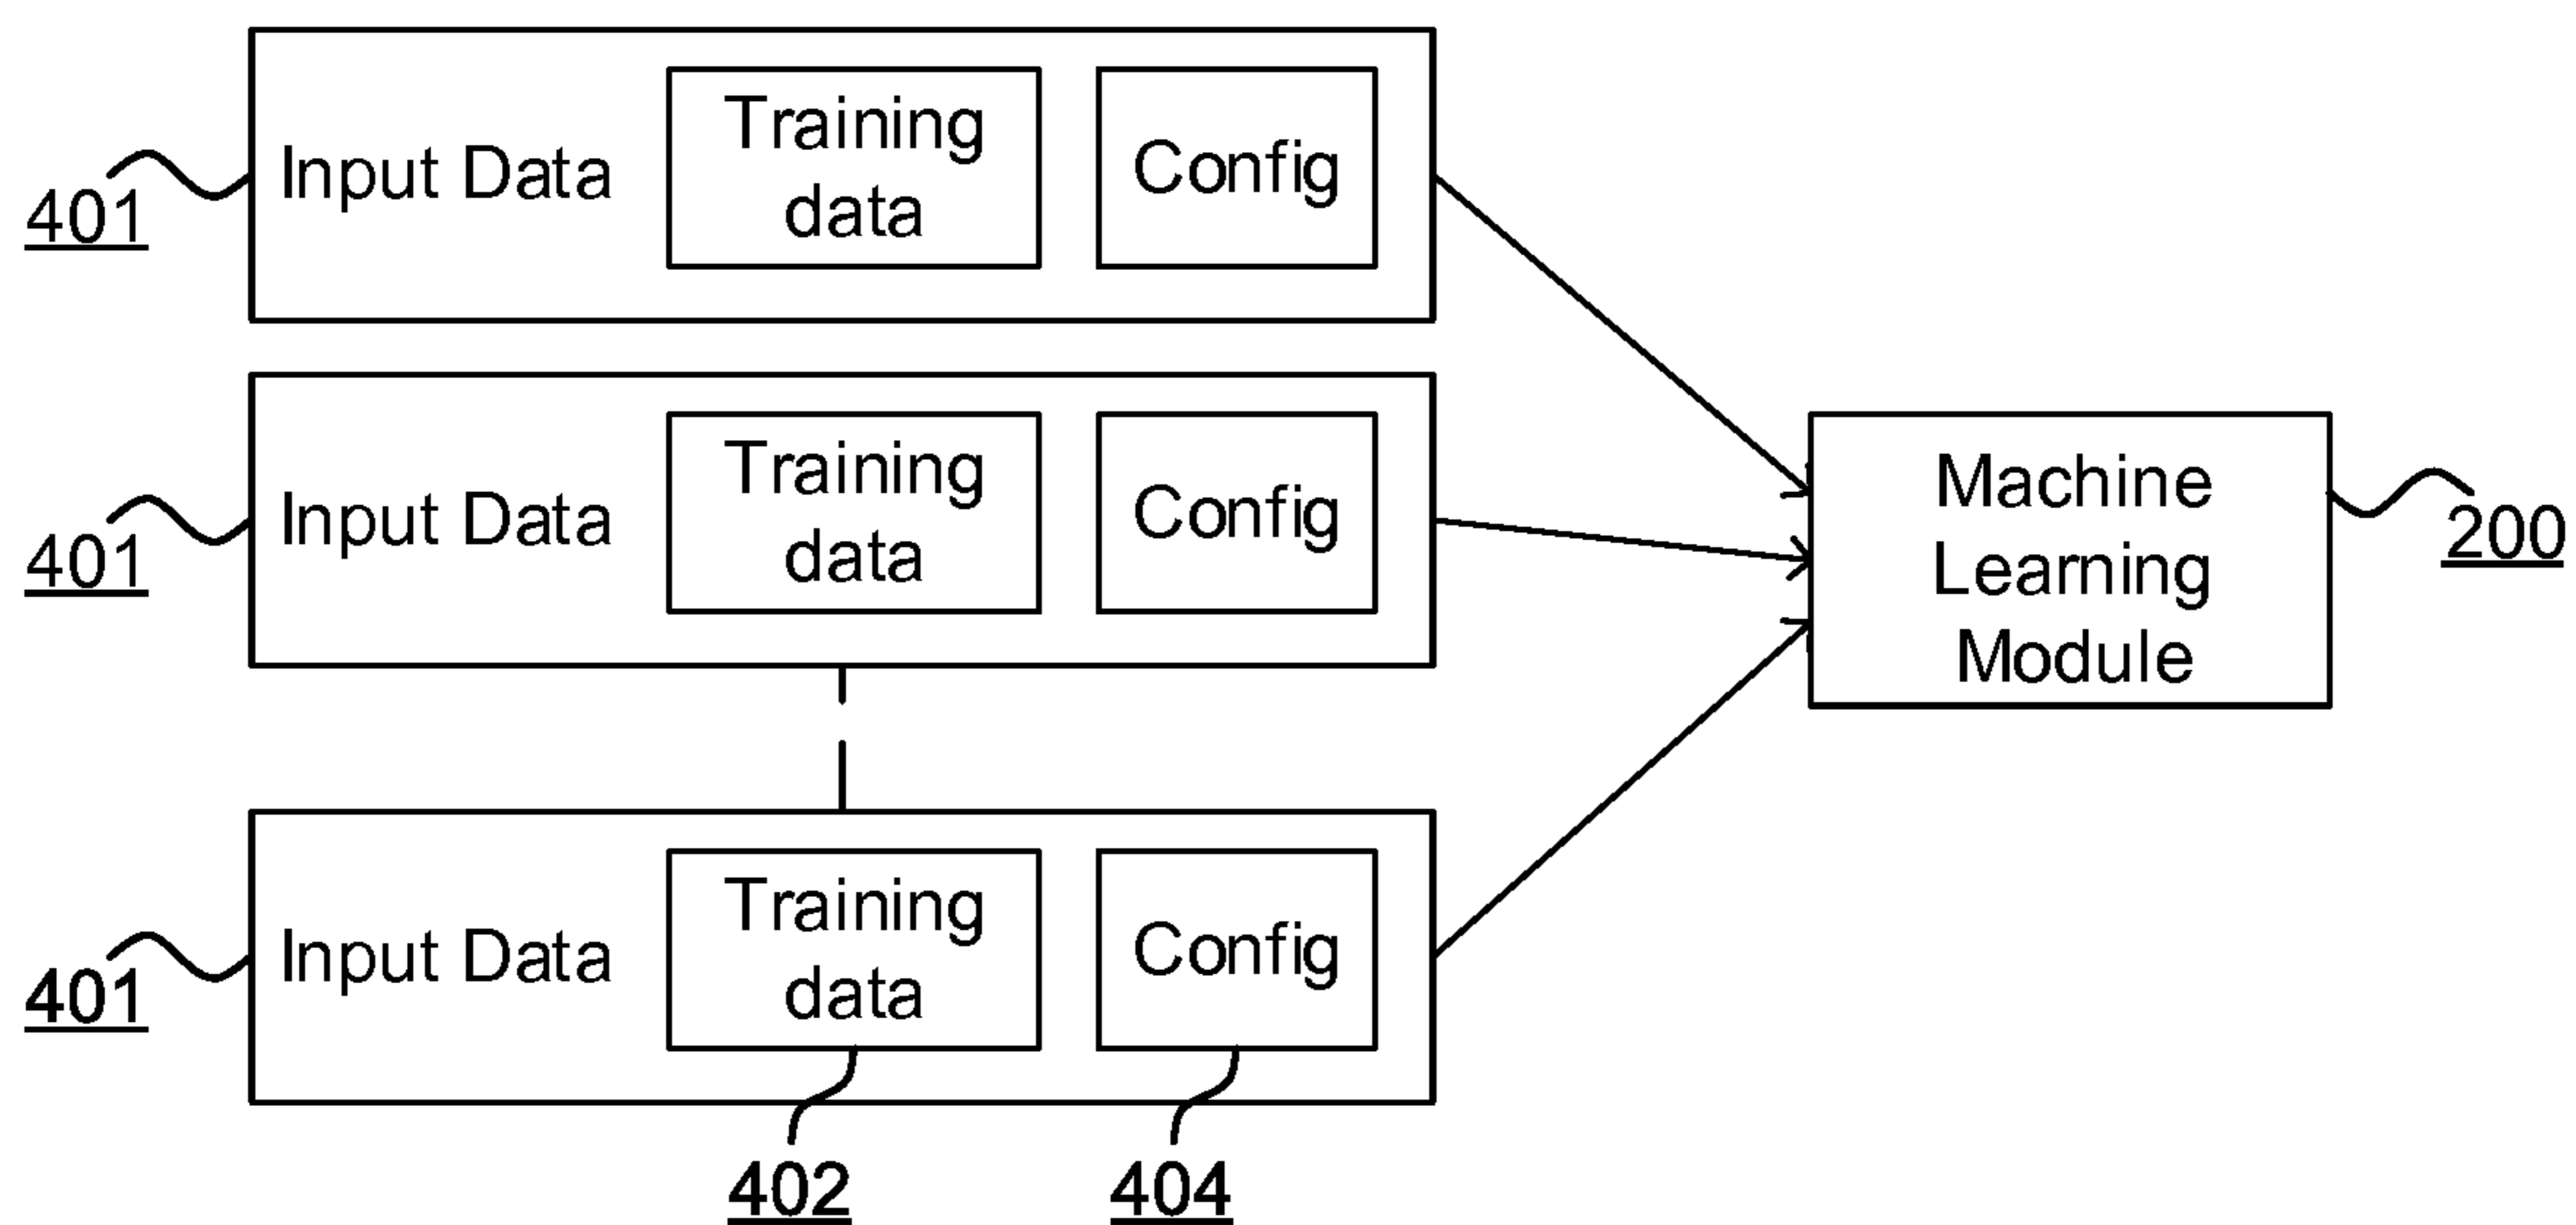 401
Input Data
Training
data
Config
401
Input Data
Training
data
Config
Machine
Learning
Module
200
401
Input Data
Training
data
Config
402
404